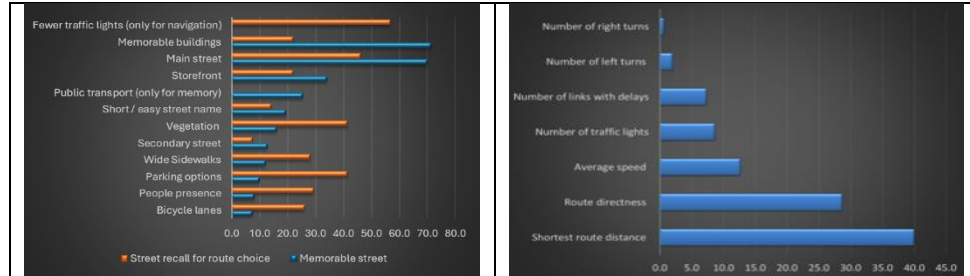 Fewer traffic lights (only for navigation)
Memorable buildings
Main street
Storefront
Public transport (only for memory)
Short / easy street name
Vegetation
Secondary street
Wide Sidewalks
Parking options
People presence
Bicycle lanes
0.0 10.0 20.0 30.0 40.0 50.0 60.0 70.0 80.0
Street recall for route choice Memorable street
Number of right turns
Number of left turns
Number of links with delays
Number of traffic lights
Average speed
Route directness
Shortest route distance
0.0 5.0 10.0 15.0 20.0 25.0 30.0 35.0 40.0 45.0